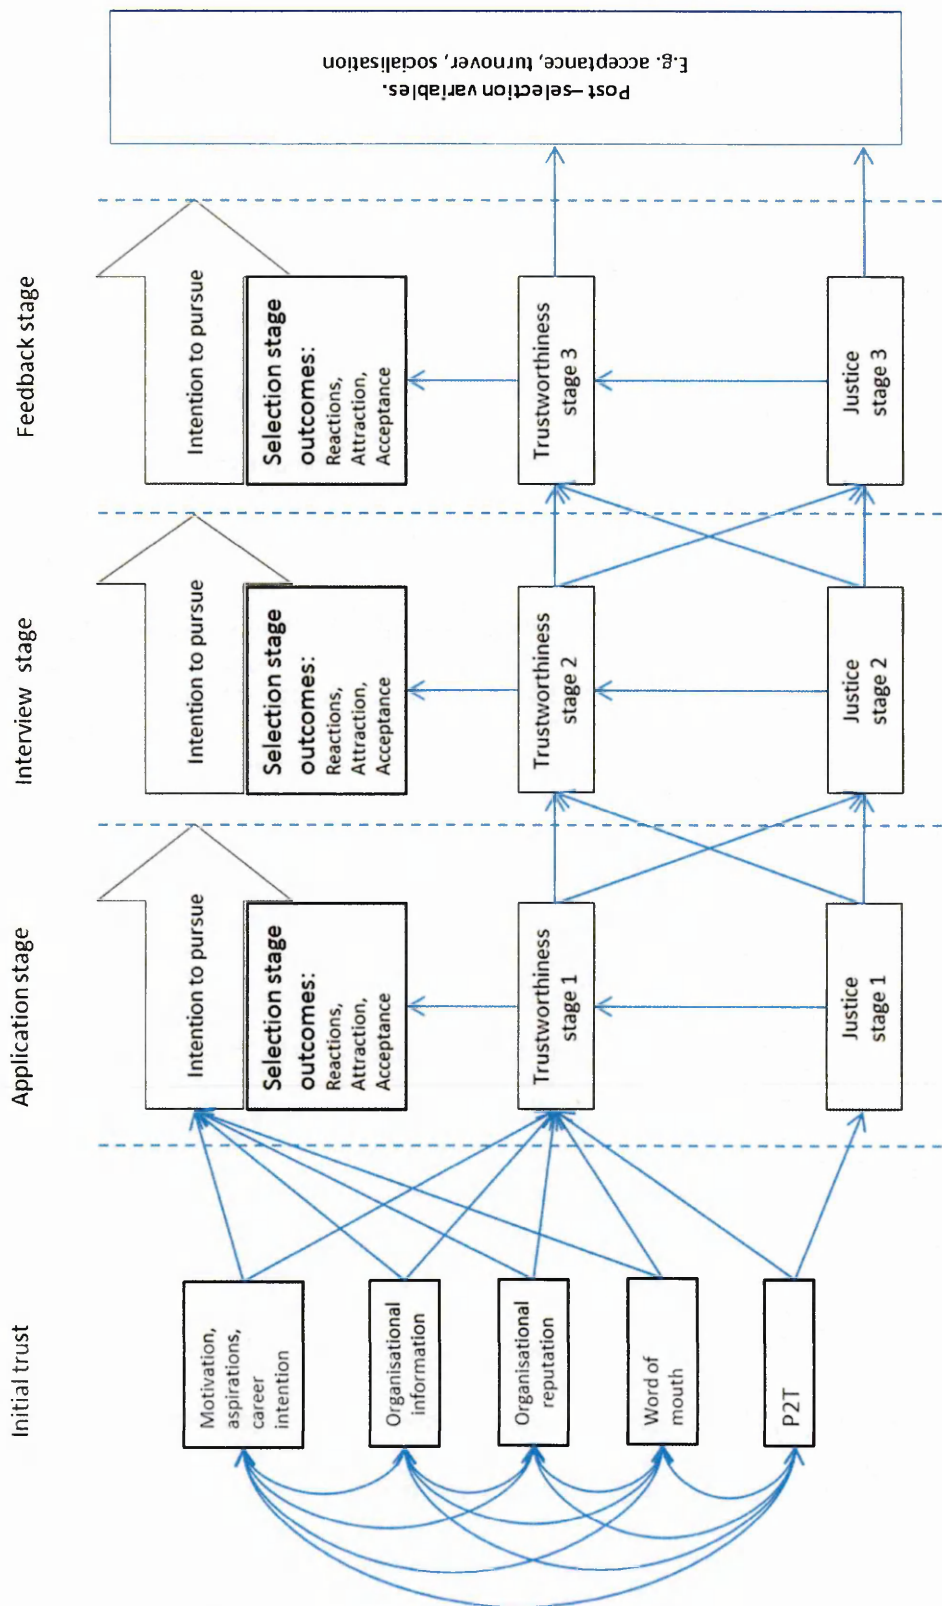 Initial trust
Application stage
Interview stage
Feedback stage
Motivation,
aspirations,
career
intention
Organisational
information
Organisational
reputation
Word of
mouth
P2T
Intention to pursue
Selection stage
outcomes:
Reactions,
Attraction,
Acceptance
Trustworthiness
stage 1
Justice
stage 1
Intention to pursue
Selection stage
outcomes:
Reactions,
Attraction,
Acceptance
Trustworthiness
stage 2
Justice
stage 2
Intention to pursue
Selection stage
outcomes:
Reactions,
Attraction,
Acceptance
Trustworthiness
stage 3
Justice
stage 3
Post–selection variables.
E.g. acceptance, turnover, socialisation